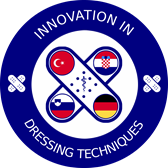 INNOVATION IN
DRESSING TECHNIQUES